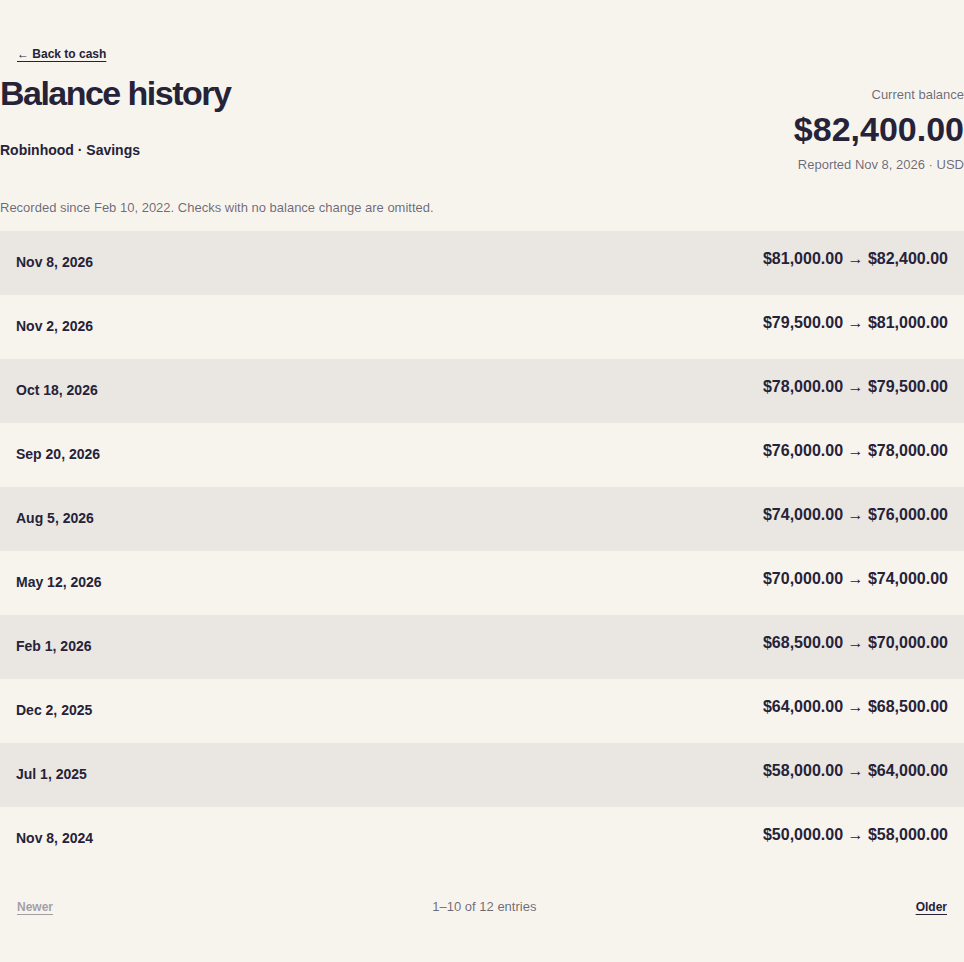 ← Back to cash
Balance history
Current balance
$82,400.00
Robinhood · Savings
Reported Nov 8, 2026 · USD
Recorded since Feb 10, 2022. Checks with no balance change are omitted.
Nov 8, 2026 $81,000.00 → $82,400.00
Nov 2, 2026 $79,500.00 → $81,000.00
Oct 18, 2026 $78,000.00 → $79,500.00
Sep 20, 2026 $76,000.00 → $78,000.00
Aug 5, 2026 $74,000.00 → $76,000.00
May 12, 2026 $70,000.00 → $74,000.00
Feb 1, 2026 $68,500.00 → $70,000.00
Dec 2, 2025 $64,000.00 → $68,500.00
Jul 1, 2025 $58,000.00 → $64,000.00
Nov 8, 2024 $50,000.00 → $58,000.00
Newer 1–10 of 12 entries Older